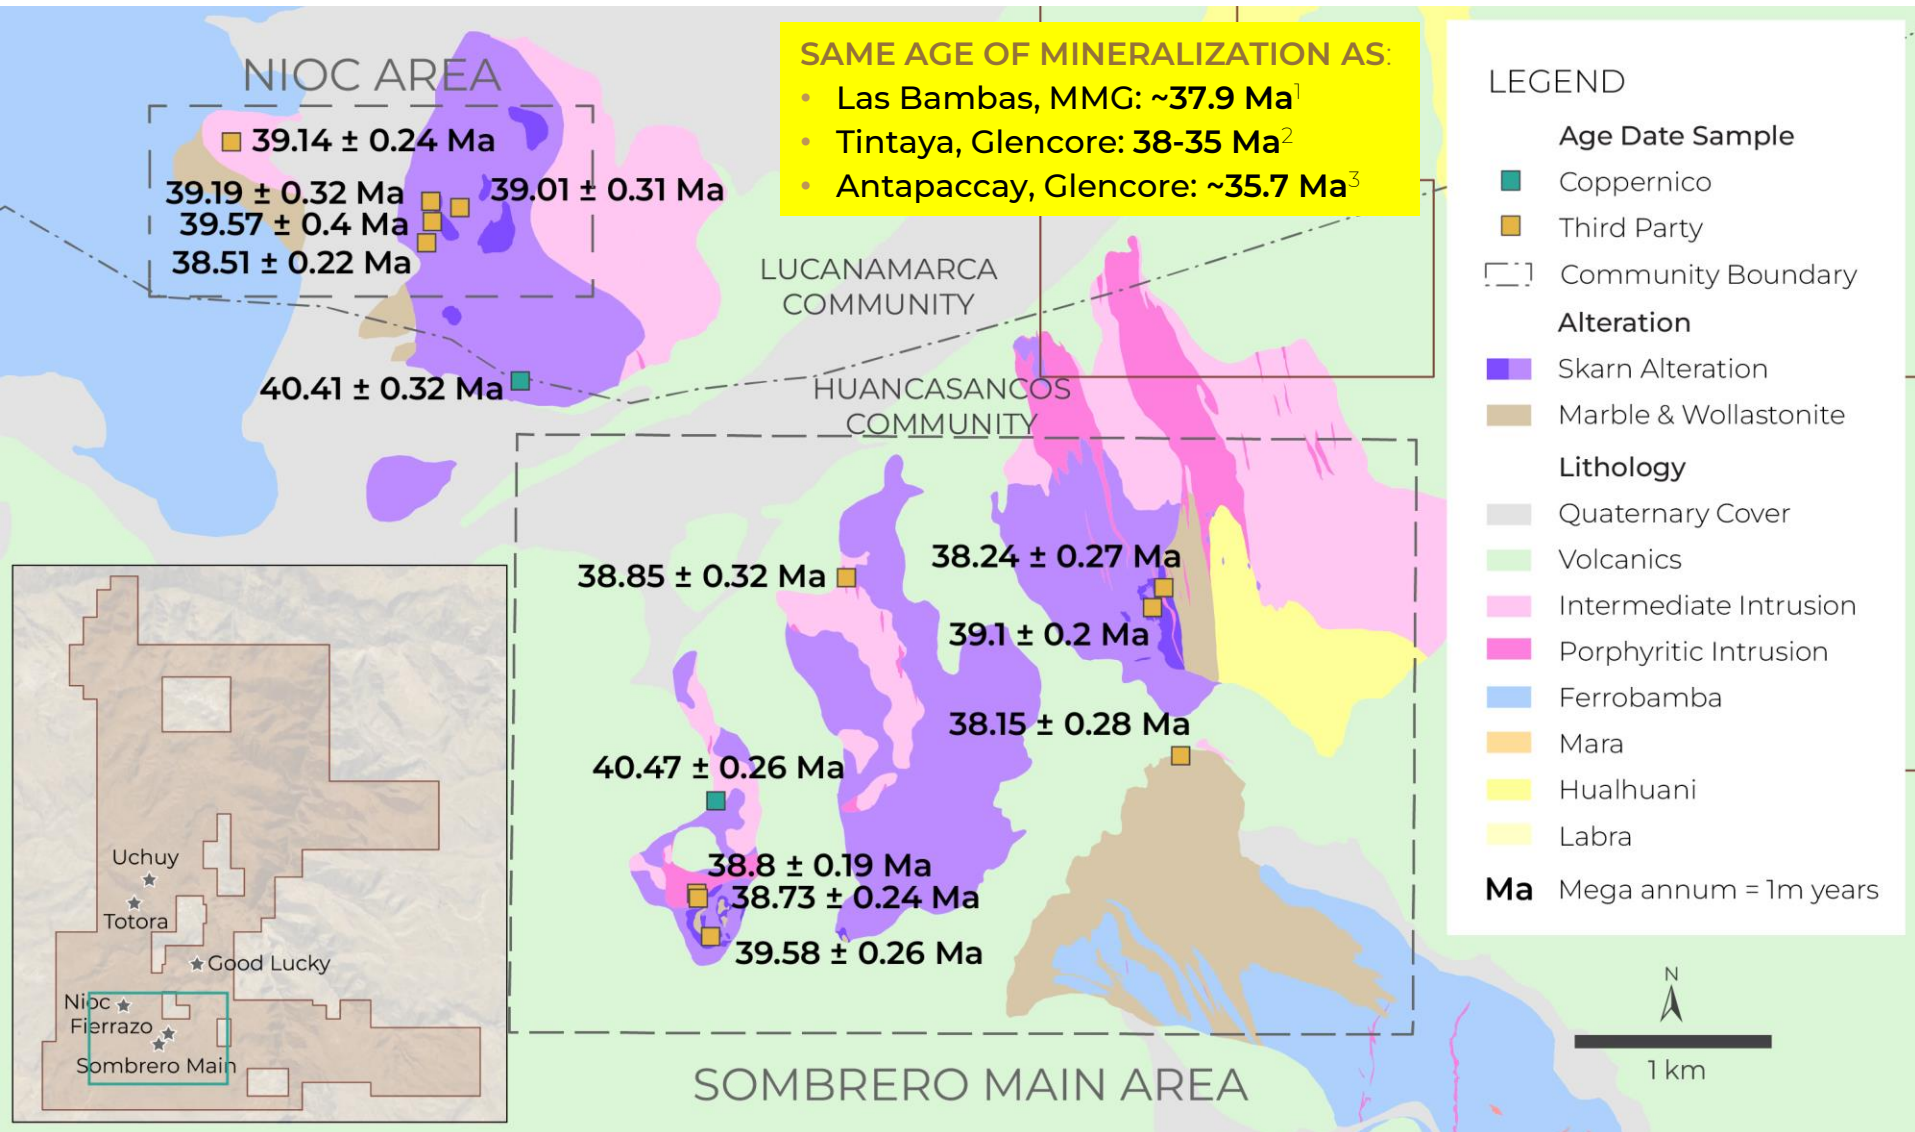 NIOC AREA
39.14 ± 0.24 Ma
39.19 ± 0.32 Ma
39.01 ± 0.31 Ma
39.57 ± 0.4 Ma
38.51 ± 0.22 Ma
40.41 ± 0.32 Ma
SAME AGE OF MINERALIZATION AS:
• Las Bambas, MMG: ~37.9 Ma¹
• Tintaya, Glencore: 38-35 Ma²
• Antapaccay, Glencore: ~35.7 Ma³
LUCANAMARCA
COMMUNITY
HUANCASANCOS
COMMUNITY
38.85 ± 0.32 Ma
38.24 ± 0.27 Ma
39.1 ± 0.2 Ma
38.15 ± 0.28 Ma
40.47 ± 0.26 Ma
38.8 ± 0.19 Ma
38.73 ± 0.24 Ma
39.58 ± 0.26 Ma
SOMBRERO MAIN AREA
Uchuy
Totora
Good Lucky
Nioc
Fierrazo
Sombrero Main
LEGEND
Age Date Sample
Coppernico
Third Party
Community Boundary
Alteration
Skarn Alteration
Marble & Wollastonite
Lithology
Quaternary Cover
Volcanics
Intermediate Intrusion
Porphyritic Intrusion
Ferrobamba
Mara
Hualhuani
Labra
Ma Mega annum = 1m years
N
1 km